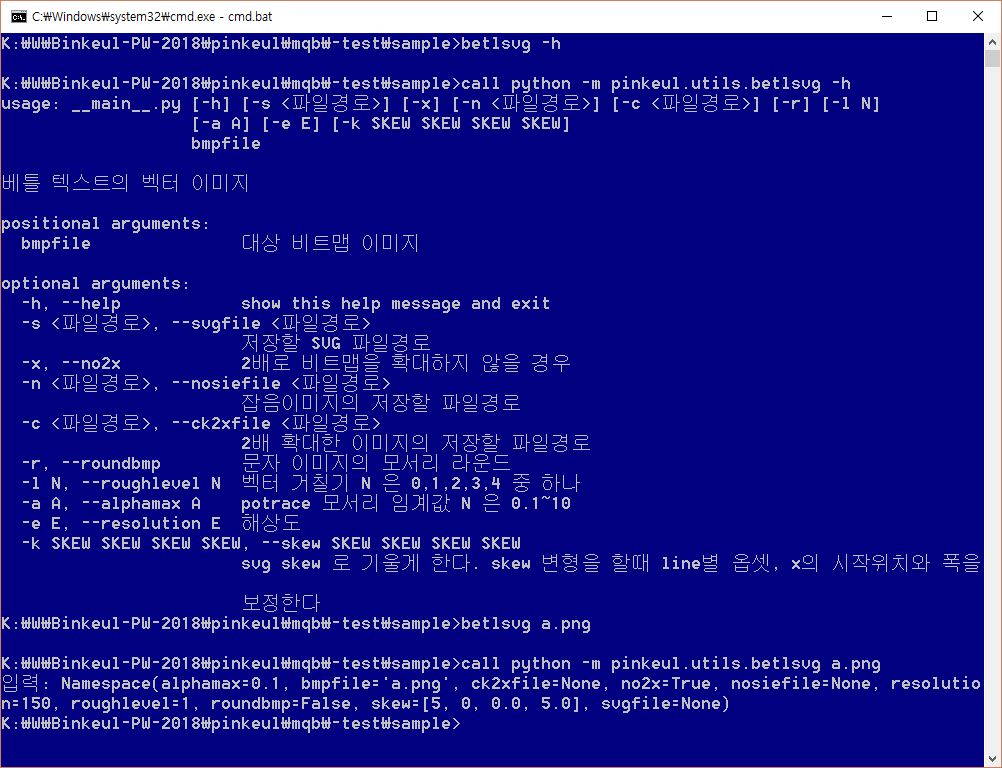 C:₩Windows₩system32₩cmd.exe - cmd.bat
K:₩W₩Binkeul-PW-2018₩pinkeul₩mqb₩-test₩sample>betlsvg -h
K:₩W₩Binkeul-PW-2018₩pinkeul₩mqb₩-test₩sample>call python -m pinkeul.utils.betlsvg -h
usage: __main__.py [-h] [-s <파일경로>] [-x] [-n <파일경로>] [-c <파일경로>] [-r] [-l N]
[-a A] [-e E] [-k SKEW SKEW SKEW SKEW]
bmpfile
베틀 텍스트의 벡터 이미지
positional arguments:
bmpfile 대상 비트맵 이미지
optional arguments:
-h, --help show this help message and exit
-s <파일경로>, --svgfile <파일경로>
저장할 SVG 파일경로
-x, --no2x 2배로 비트맵을 확대하지 않을 경우
-n <파일경로>, --nosiefile <파일경로>
잡음이미지의 저장할 파일경로
-c <파일경로>, --ck2xfile <파일경로>
2배 확대한 이미지의 저장할 파일경로
-r, --roundbmp 문자 이미지의 모서리 라운드
-l N, --roughlevel N 벡터 거칠기 N 은 0,1,2,3,4 중 하나
-a A, --alphamax A potrace 모서리 임계값 N 은 0.1~10
-e E, --resolution E 해상도
-k SKEW SKEW SKEW SKEW, --skew SKEW SKEW SKEW SKEW
svg skew 로 기울게 한다. skew 변형을 할때 line별 옵셋, x의 시작위치와 폭을
보정한다
K:₩W₩Binkeul-PW-2018₩pinkeul₩mqb₩-test₩sample>betlsvg a.png
K:₩W₩Binkeul-PW-2018₩pinkeul₩mqb₩-test₩sample>call python -m pinkeul.utils.betlsvg a.png
입력: Namespace(alphamax=0.1, bmpfile='a.png', ck2xfile=None, no2x=True, nosiefile=None, resolutio
n=150, roughlevel=1, roundbmp=False, skew=[5, 0, 0.0, 5.0], svgfile=None)
K:₩W₩Binkeul-PW-2018₩pinkeul₩mqb₩-test₩sample>